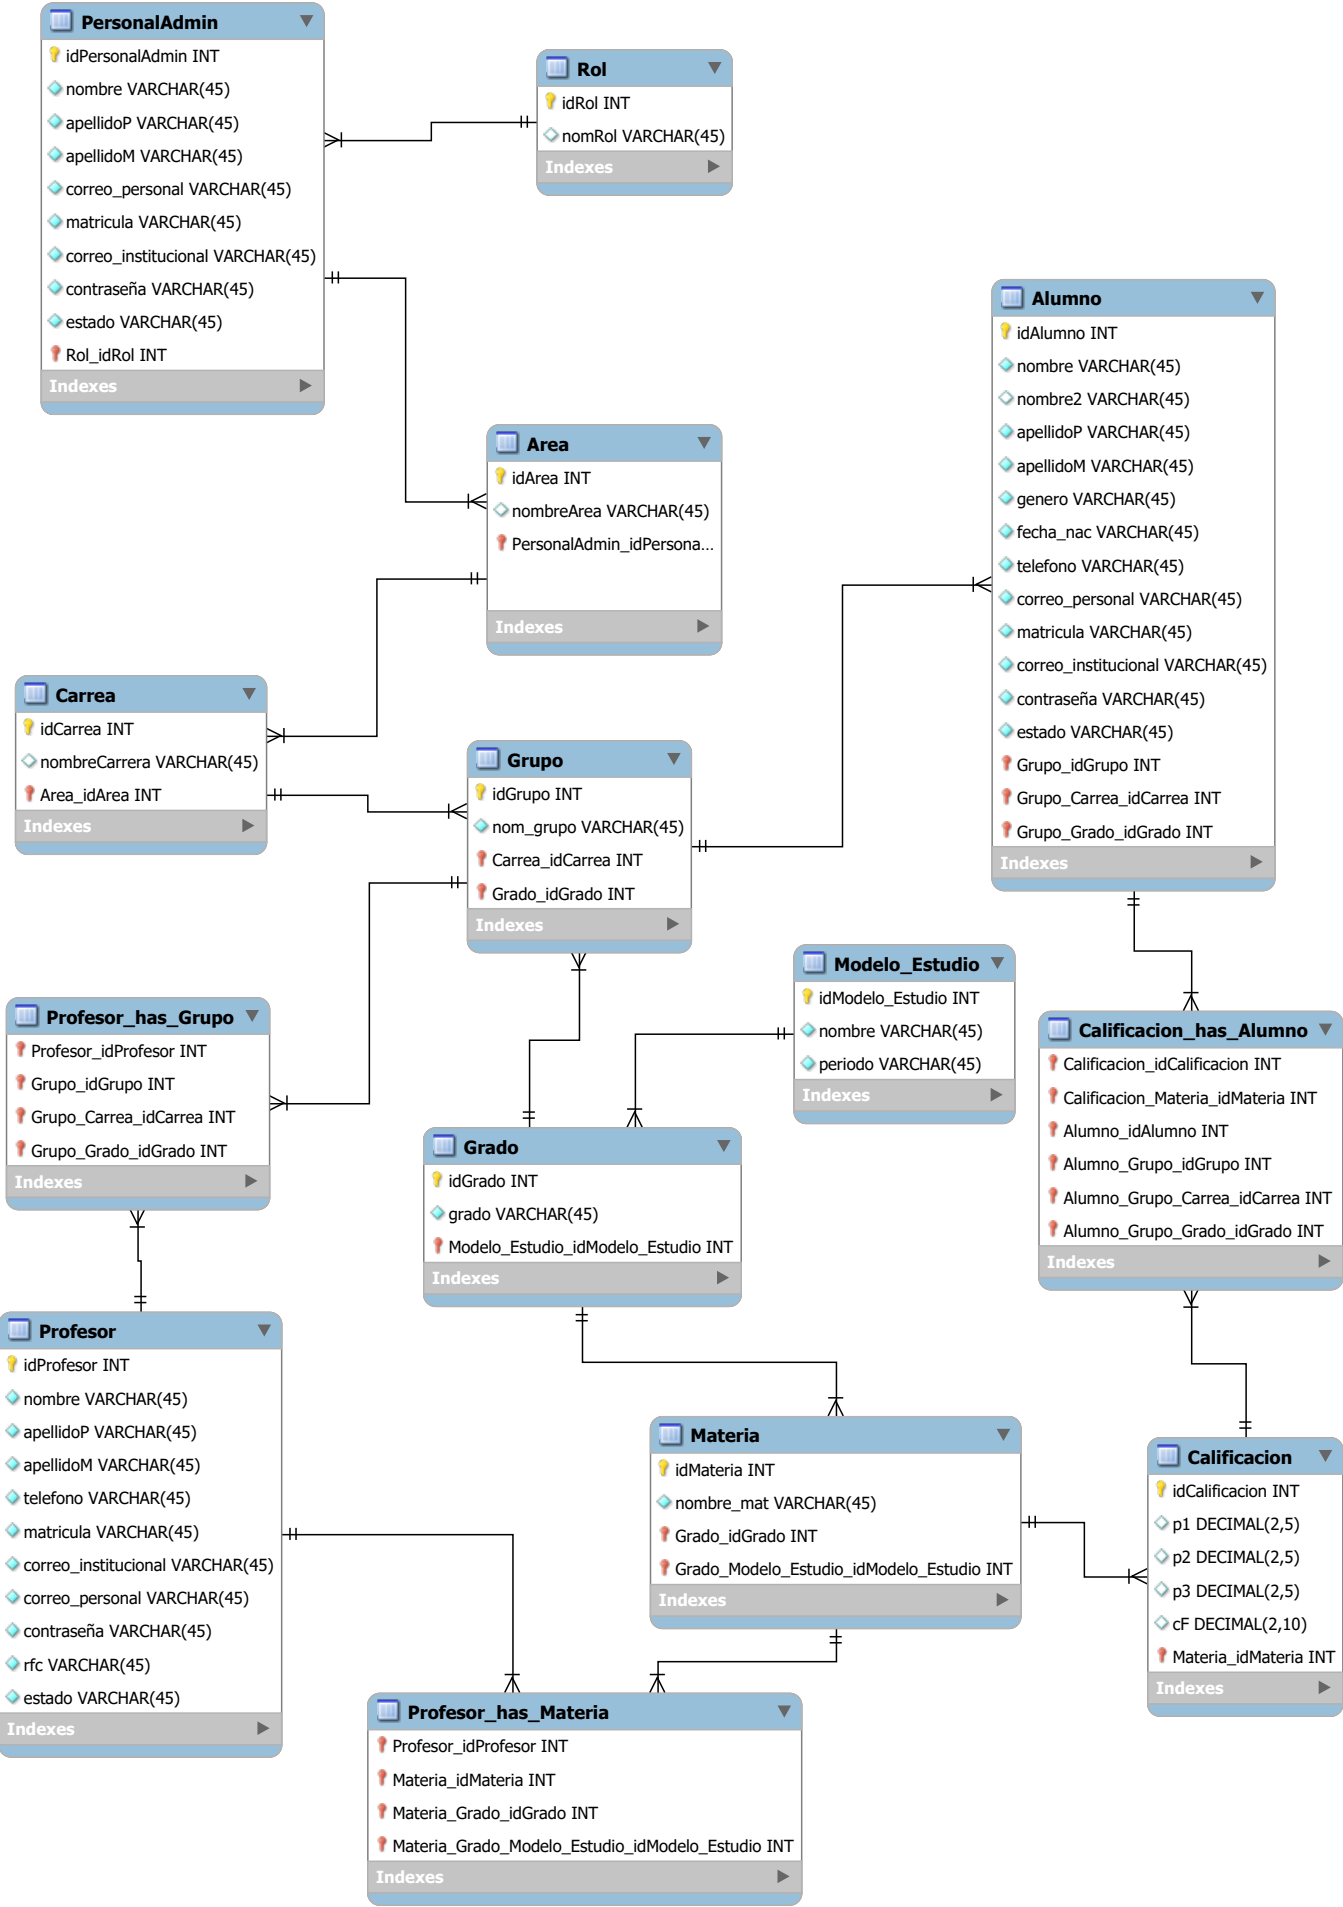 PersonalAdmin
idPersonalAdmin INT
nombre VARCHAR(45)
apellidoP VARCHAR(45)
apellidoM VARCHAR(45)
correo_personal VARCHAR(45)
matricula VARCHAR(45)
correo_institucional VARCHAR(45)
contraseña VARCHAR(45)
estado VARCHAR(45)
Rol_idRol INT
Indexes
Rol
idRol INT
nomRol VARCHAR(45)
Indexes
Alumno
idAlumno INT
nombre VARCHAR(45)
nombre2 VARCHAR(45)
apellidoP VARCHAR(45)
apellidoM VARCHAR(45)
genero VARCHAR(45)
fecha_nac VARCHAR(45)
telefono VARCHAR(45)
correo_personal VARCHAR(45)
matricula VARCHAR(45)
correo_institucional VARCHAR(45)
contraseña VARCHAR(45)
estado VARCHAR(45)
Grupo_idGrupo INT
Grupo_Carrea_idCarrea INT
Grupo_Grado_idGrado INT
Indexes
Area
idArea INT
nombreArea VARCHAR(45)
PersonalAdmin_idPersona...
Indexes
Carrea
idCarrea INT
nombreCarrera VARCHAR(45)
Area_idArea INT
Indexes
Grupo
idGrupo INT
nom_grupo VARCHAR(45)
Carrea_idCarrea INT
Grado_idGrado INT
Indexes
Modelo_Estudio
idModelo_Estudio INT
nombre VARCHAR(45)
periodo VARCHAR(45)
Indexes
Profesor_has_Grupo
Profesor_idProfesor INT
Grupo_idGrupo INT
Grupo_Carrea_idCarrea INT
Grupo_Grado_idGrado INT
Indexes
Calificacion_has_Alumno
Calificacion_idCalificacion INT
Calificacion_Materia_idMateria INT
Alumno_idAlumno INT
Alumno_Grupo_idGrupo INT
Alumno_Grupo_Carrea_idCarrea INT
Alumno_Grupo_Grado_idGrado INT
Indexes
Grado
idGrado INT
grado VARCHAR(45)
Modelo_Estudio_idModelo_Estudio INT
Indexes
Profesor
idProfesor INT
nombre VARCHAR(45)
apellidoP VARCHAR(45)
apellidoM VARCHAR(45)
telefono VARCHAR(45)
matricula VARCHAR(45)
correo_institucional VARCHAR(45)
correo_personal VARCHAR(45)
contraseña VARCHAR(45)
rfc VARCHAR(45)
estado VARCHAR(45)
Indexes
Materia
idMateria INT
nombre_mat VARCHAR(45)
Grado_idGrado INT
Grado_Modelo_Estudio_idModelo_Estudio INT
Indexes
Calificacion
idCalificacion INT
p1 DECIMAL(2,5)
p2 DECIMAL(2,5)
p3 DECIMAL(2,5)
cF DECIMAL(2,10)
Materia_idMateria INT
Indexes
Profesor_has_Materia
Profesor_idProfesor INT
Materia_idMateria INT
Materia_Grado_idGrado INT
Materia_Grado_Modelo_Estudio_idModelo_Estudio INT
Indexes